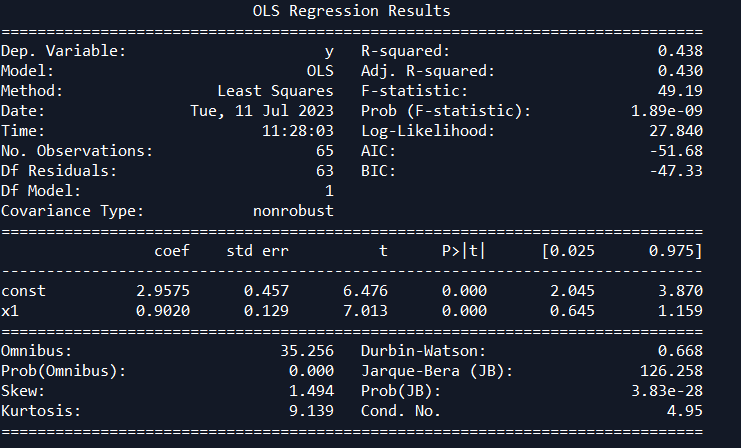 OLS Regression Results
==============================================================================
Dep. Variable:                      y   R-squared:                       0.438
Model:                            OLS   Adj. R-squared:                  0.430
Method:                 Least Squares   F-statistic:                     49.19
Date:                Tue, 11 Jul 2023   Prob (F-statistic):           1.89e-09
Time:                        11:28:03   Log-Likelihood:                 27.840
No. Observations:                  65   AIC:                            -51.68
Df Residuals:                      63   BIC:                            -47.33
Df Model:                           1
Covariance Type:            nonrobust
==============================================================================
                 coef    std err          t      P>|t|      [0.025      0.975]
------------------------------------------------------------------------------
const          2.9575      0.457      6.476      0.000       2.045       3.870
x1             0.9020      0.129      7.013      0.000       0.645       1.159
==============================================================================
Omnibus:                       35.256   Durbin-Watson:                   0.668
Prob(Omnibus):                  0.000   Jarque-Bera (JB):              126.258
Skew:                           1.494   Prob(JB):                     3.83e-28
Kurtosis:                       9.139   Cond. No.                         4.95
==============================================================================